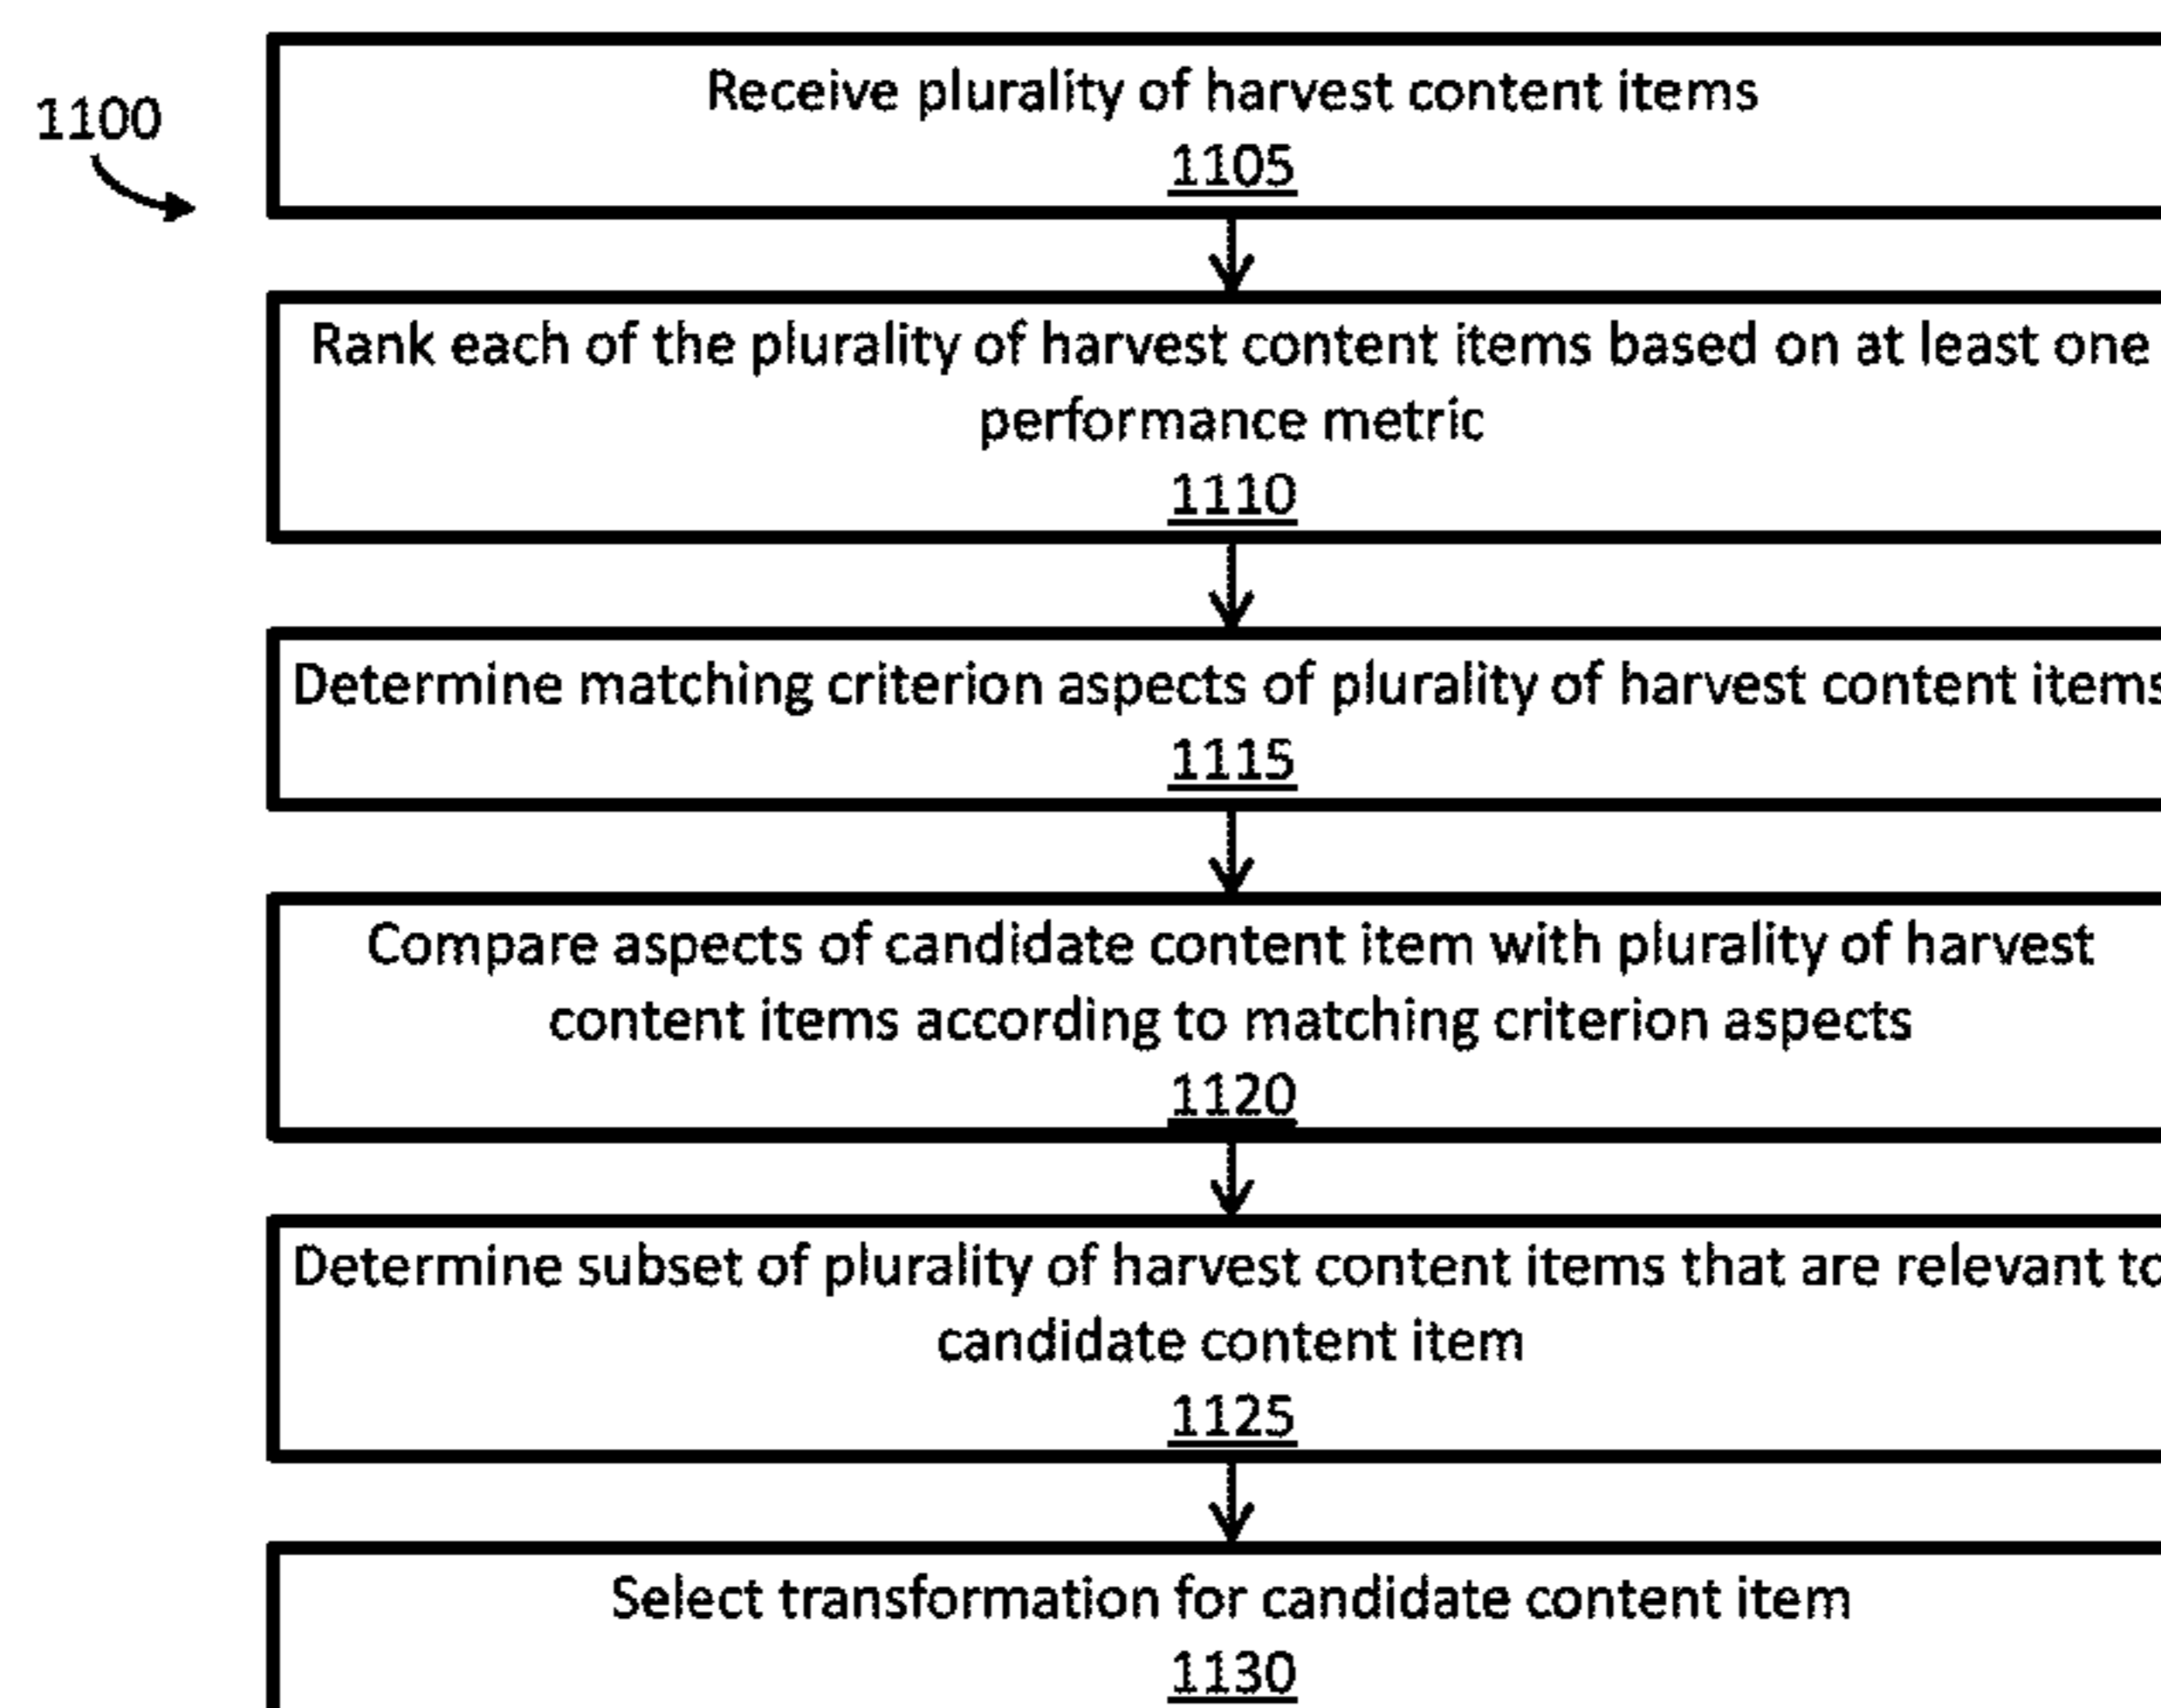 1100
Receive plurality of harvest content items
1105
Rank each of the plurality of harvest content items based on at least one
performance metric
1110
Determine matching criterion aspects of plurality of harvest content items
1115
Compare aspects of candidate content item with plurality of harvest
content items according to matching criterion aspects
1120
Determine subset of plurality of harvest content items that are relevant to
candidate content item
1125
Select transformation for candidate content item
1130